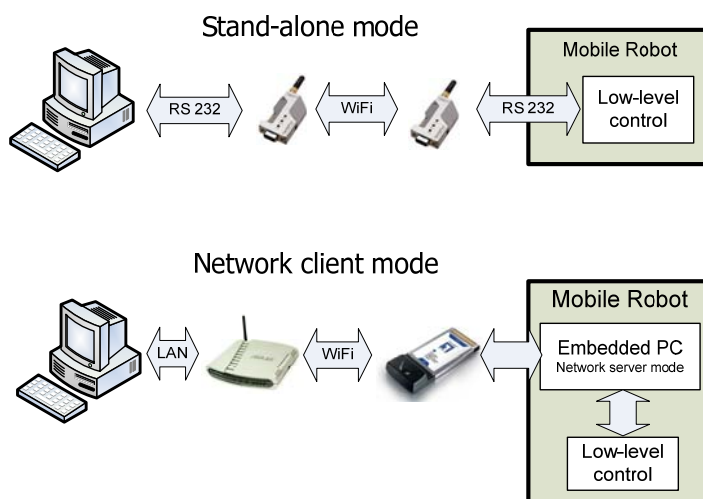 Stand-alone mode
Mobile Robot
RS 232
WiFi
RS 232
Low-level
control
Network client mode
Mobile Robot
LAN
WiFi
Embedded PC
Network server mode
Low-level
control